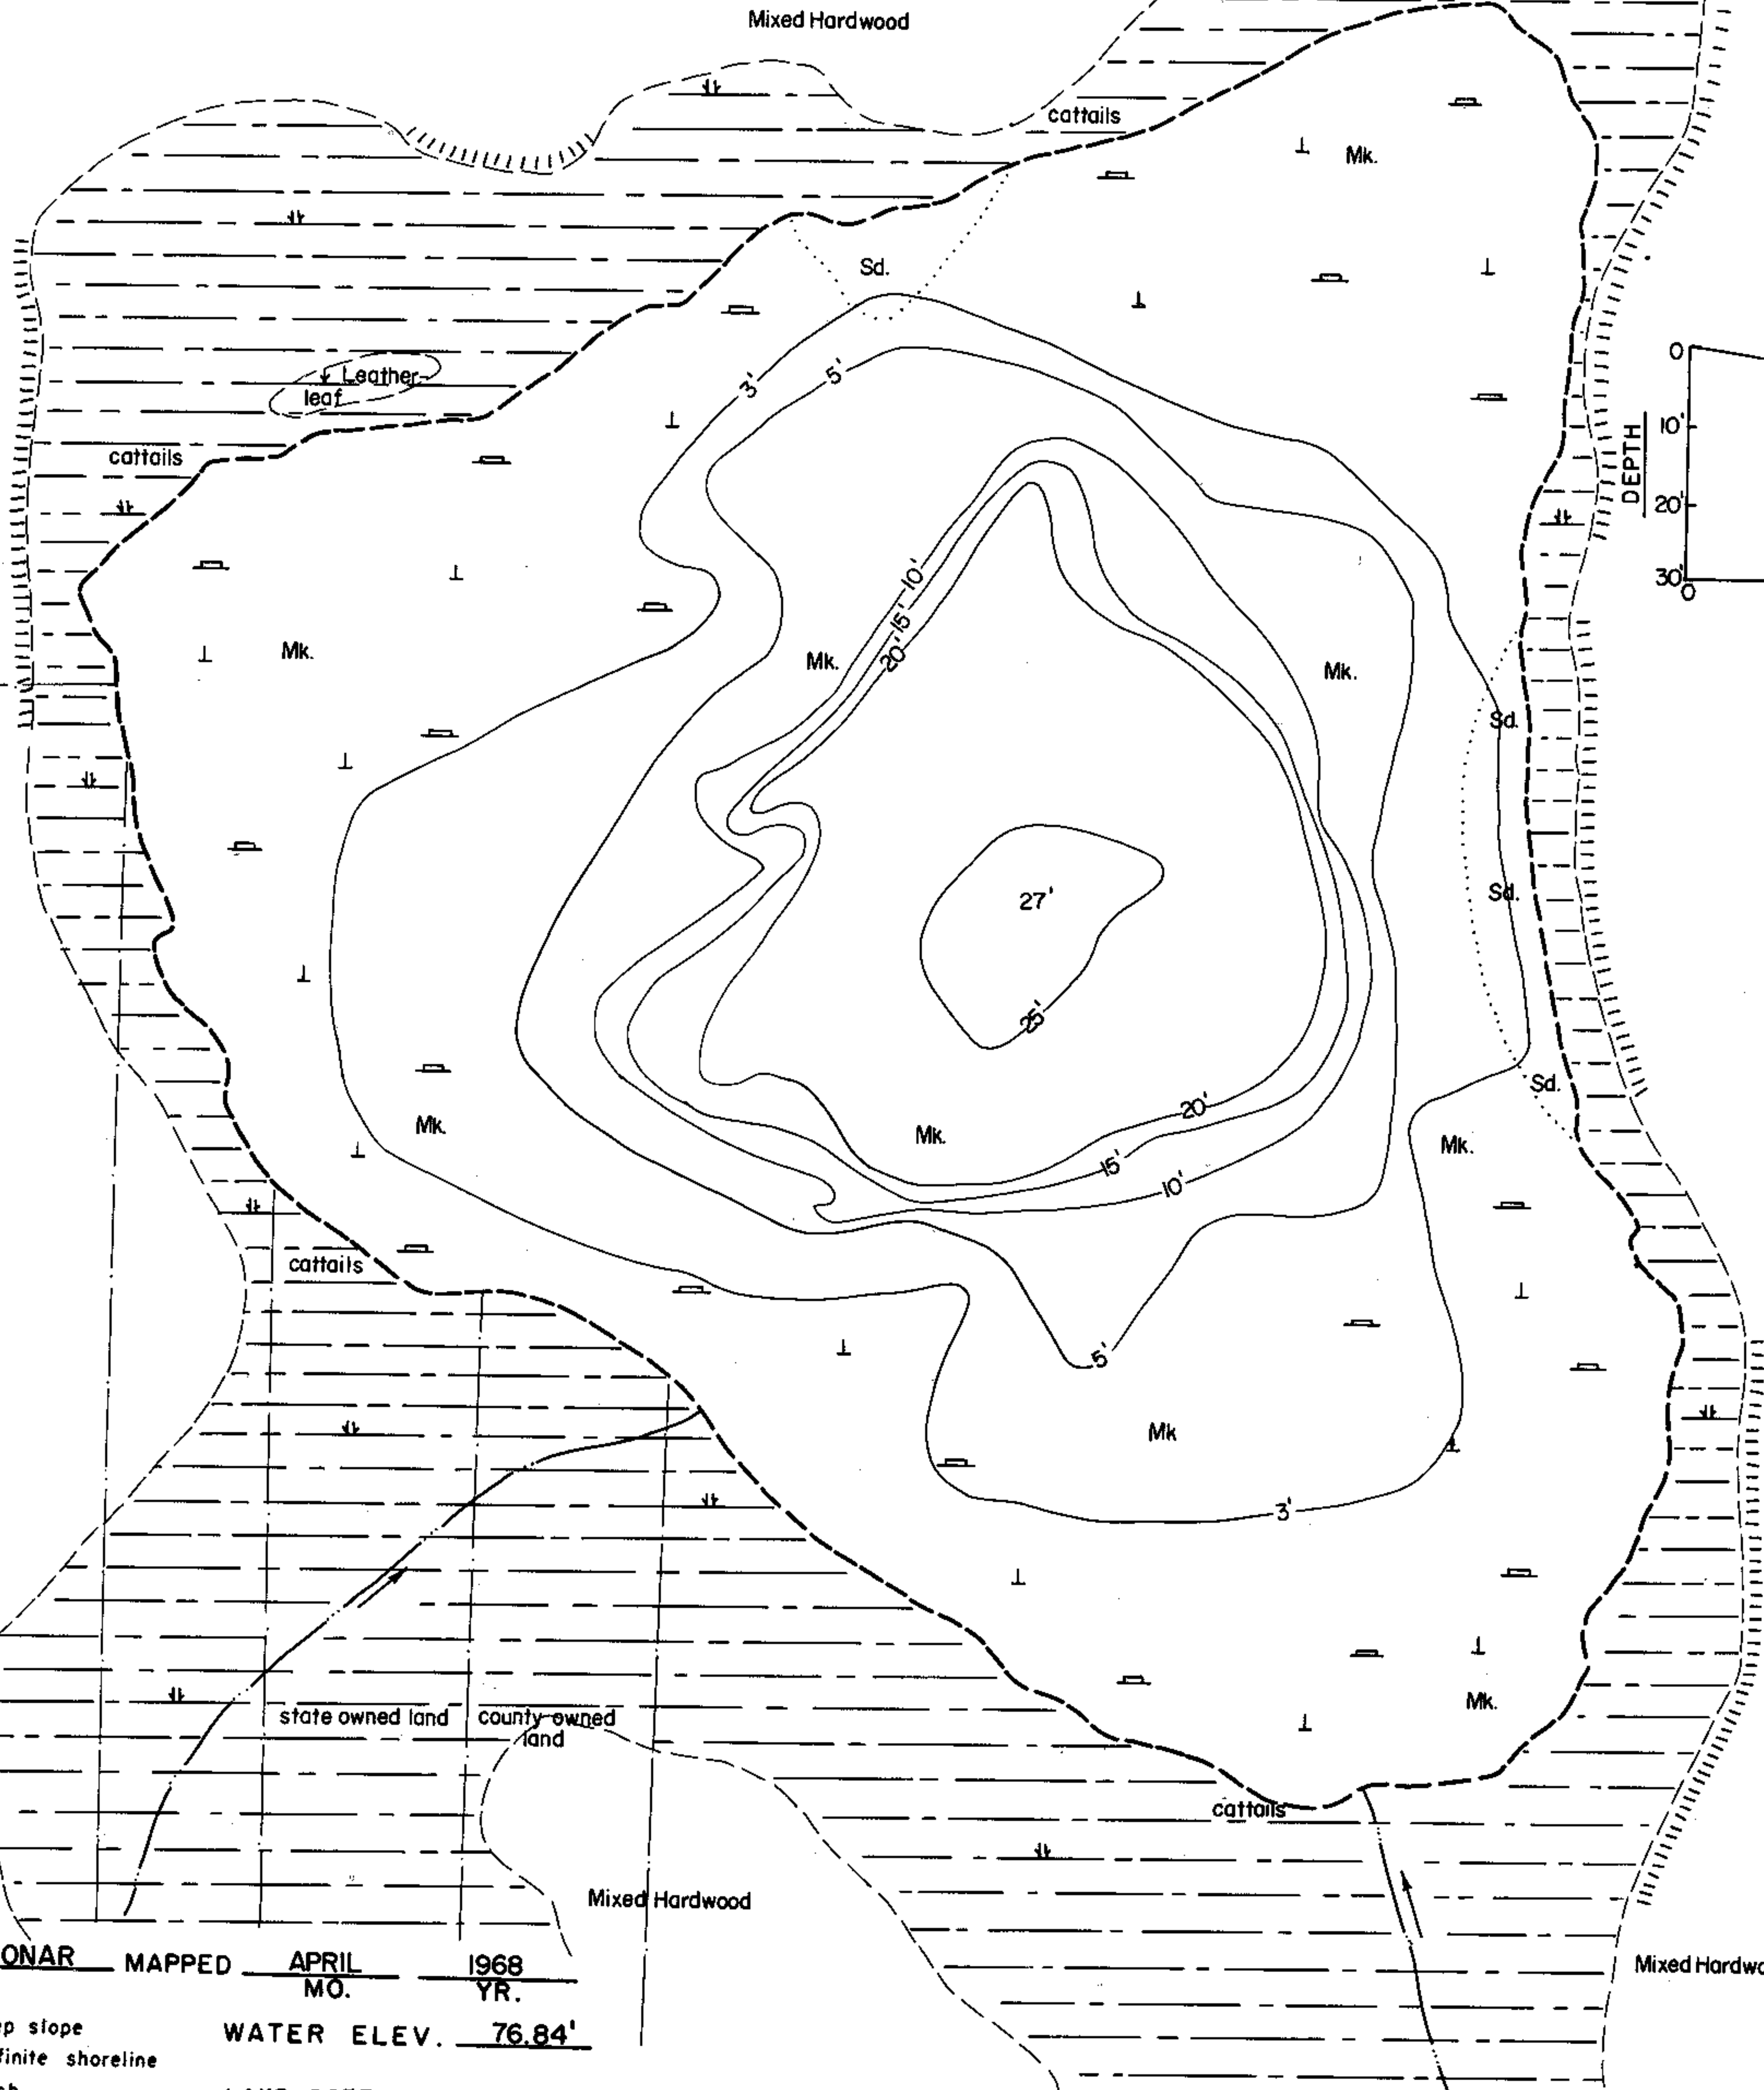 Mixed Hardwood
cattails
Mk.
Sd.
3'
5'
Leather
leaf
cattails
0
10'
DEPTH
20'
30'
0
10'
15'
20'
Mk.
Mk.
Mk.
Sd.
27'
Sd.
25'
Sd.
Mk.
20'
Mk.
Mk.
15'
10'
cattails
5'
Mk
3'
state owned land
county owned
land
Mk.
cattails
Mixed Hardwood
ONAR MAPPED APRIL 1968
MO. YR.
Mixed Hardwo
p slope
WATER ELEV. 76.84'
finite shoreline